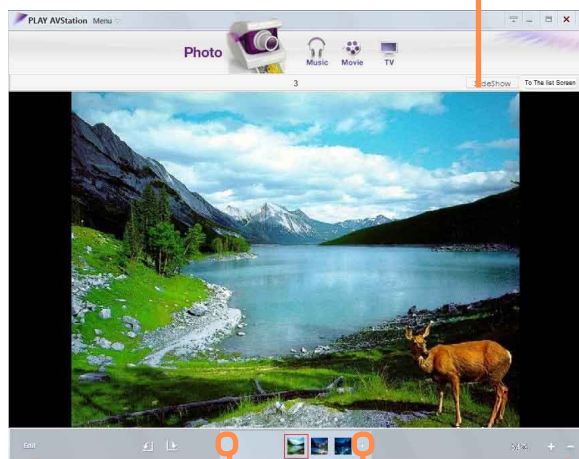 PLAY AVStation Menu
Photo
Music Movie TV
3
SlideShow To The list Screen
Edit